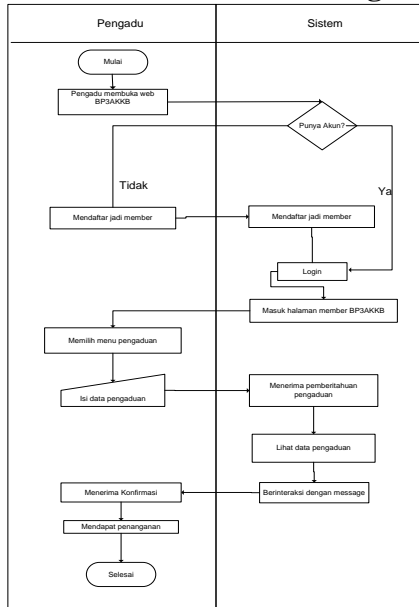 Pengadu
Sistem
Mulai
Pengadu membuka web
BP3AKKB
Punya Akun?
Tidak
Ya
Mendaftar jadi member
Mendaftar jadi member
Login
Masuk halaman member BP3AKKB
Memilih menu pengaduan
Isi data pengaduan
Menerima pemberitahuan
pengaduan
Lihat data pengaduan
Menerima Konfirmasi
Berinteraksi dengan message
Mendapat penanganan
Selesai